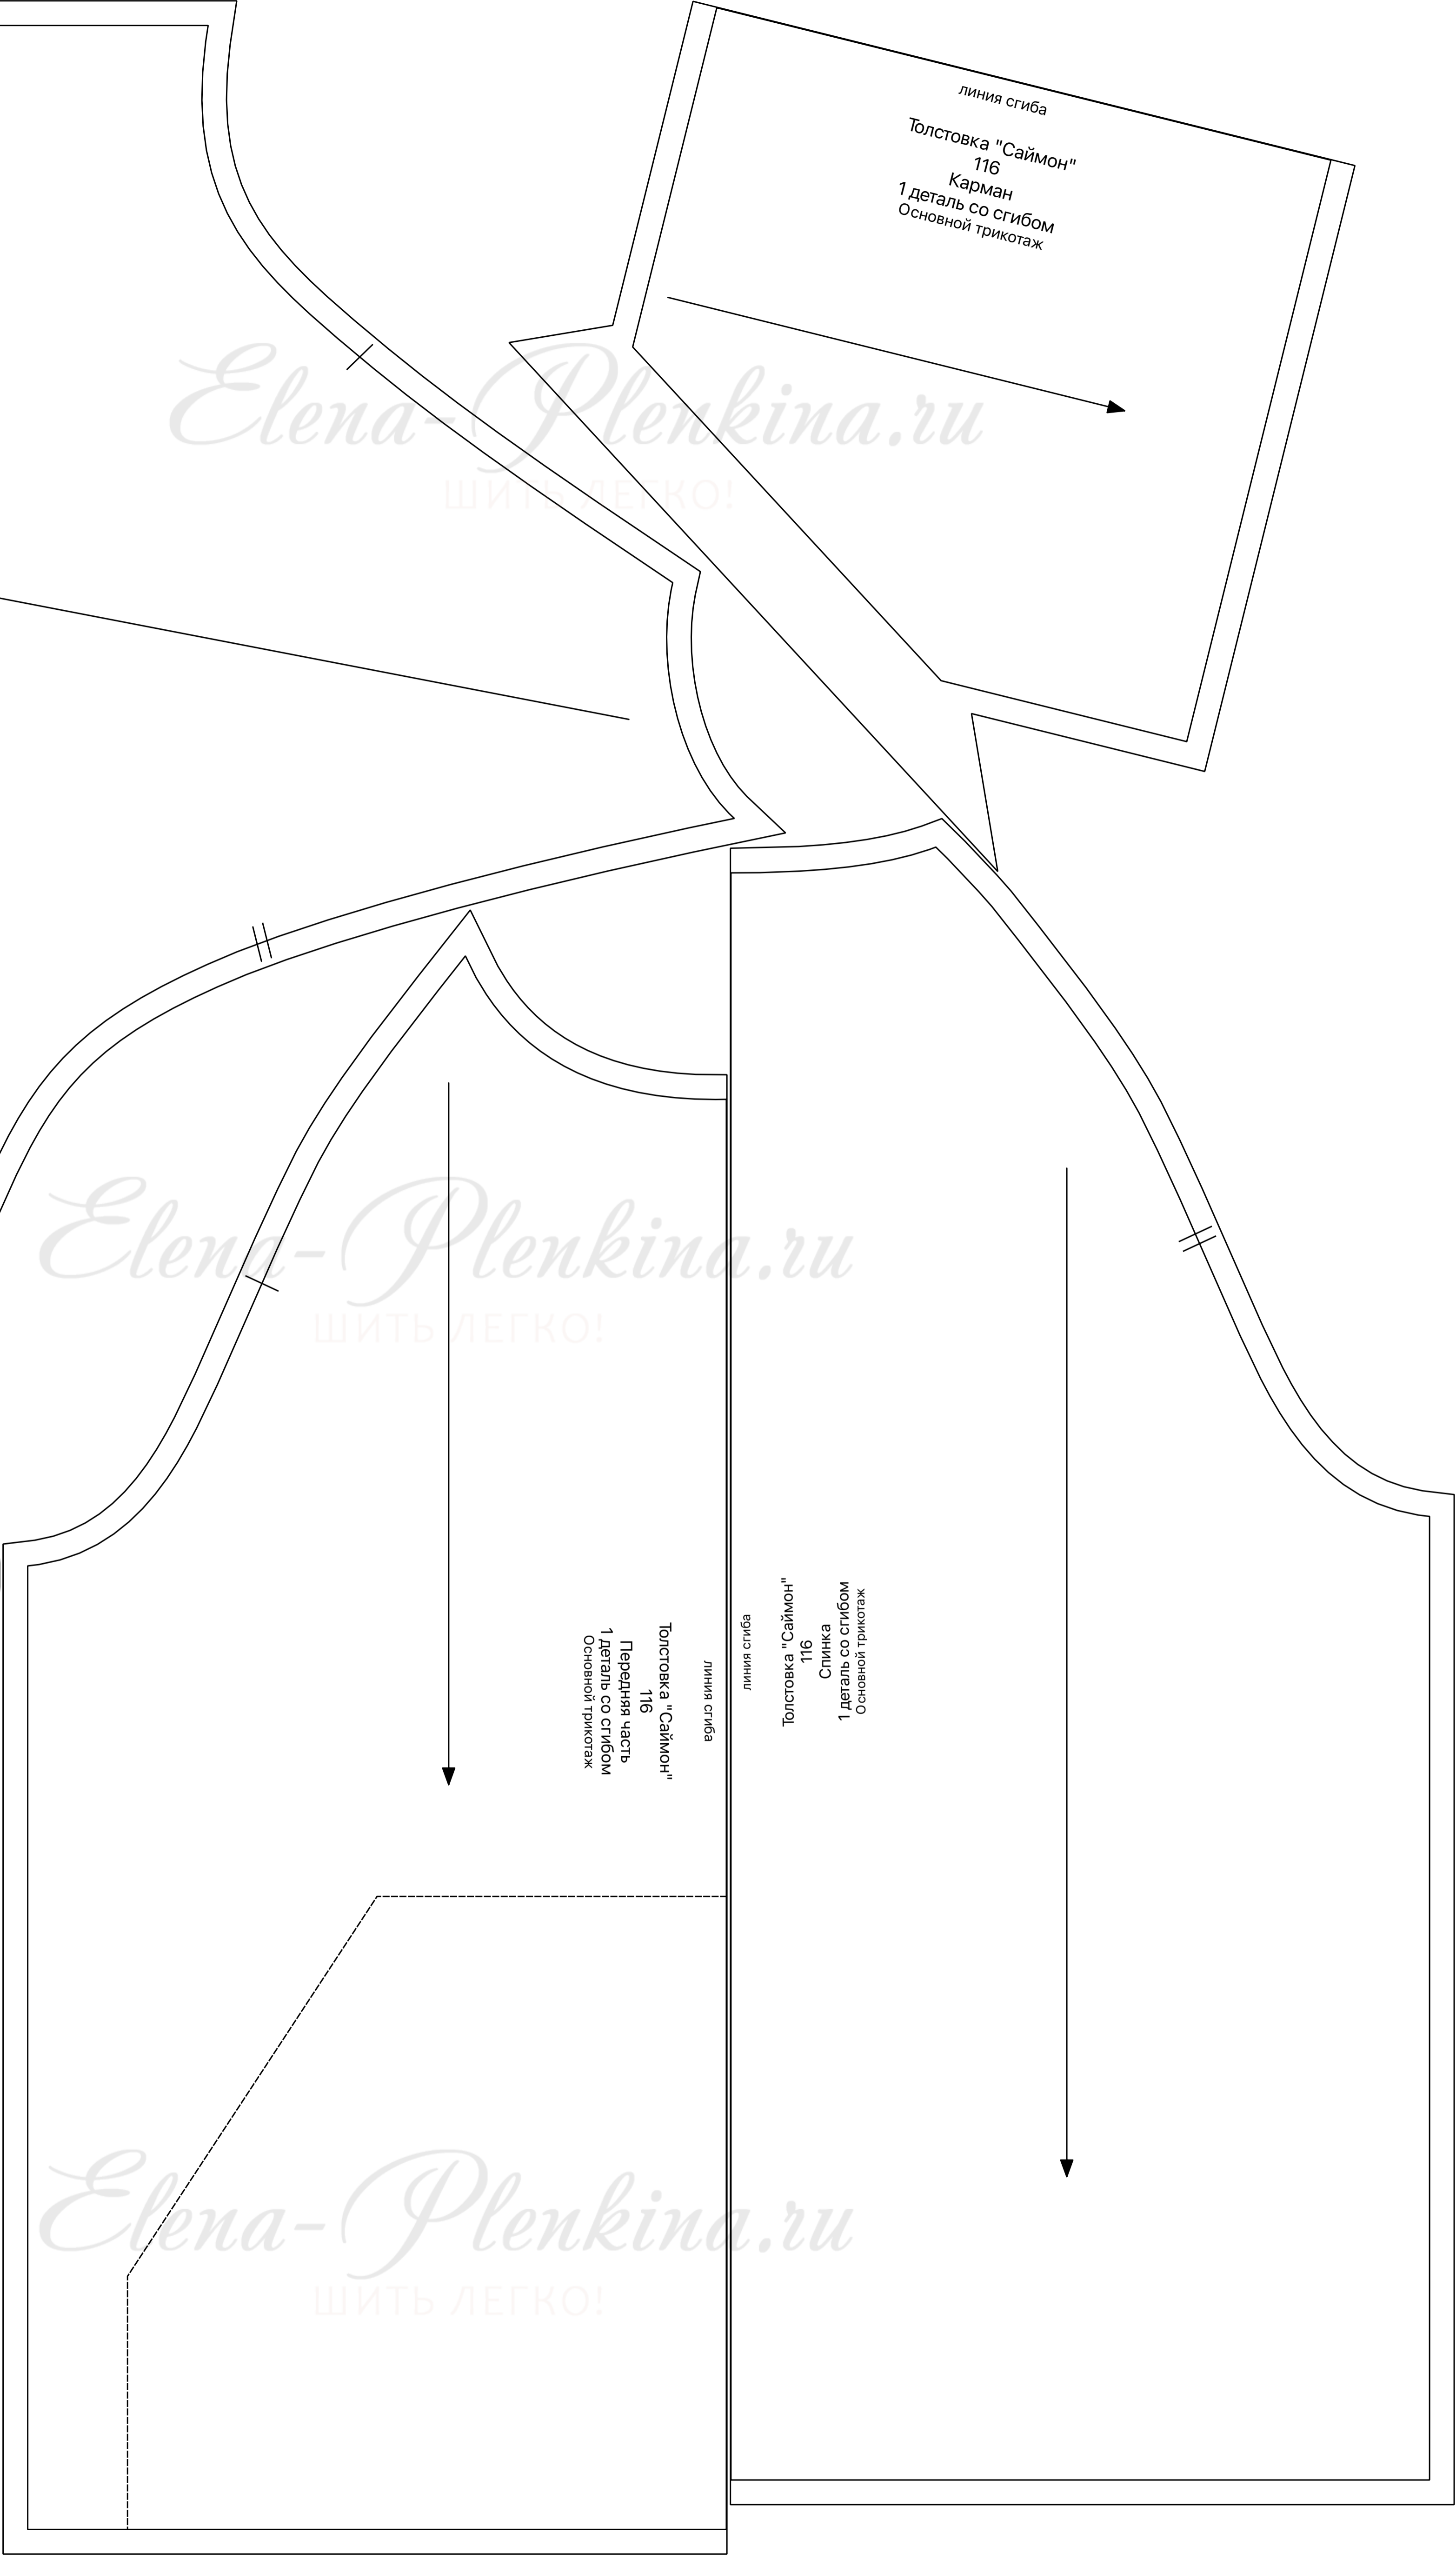 линия сгиба
Толстовка "Саймон"
116
Карман
1 деталь со сгибом
Основной трикотаж
Elena-Plenkina.ru
ШИТЬ ЛЕГКО!
Elena-Plenkina.ru
ШИТЬ ЛЕГКО!
линия сгиба
Толстовка "Саймон"
116
Передняя часть
1 деталь со сгибом
Основной трикотаж
линия сгиба
Толстовка "Саймон"
116
Спинка
1 деталь со сгибом
Основной трикотаж
Elena-Plenkina.ru
ШИТЬ ЛЕГКО!